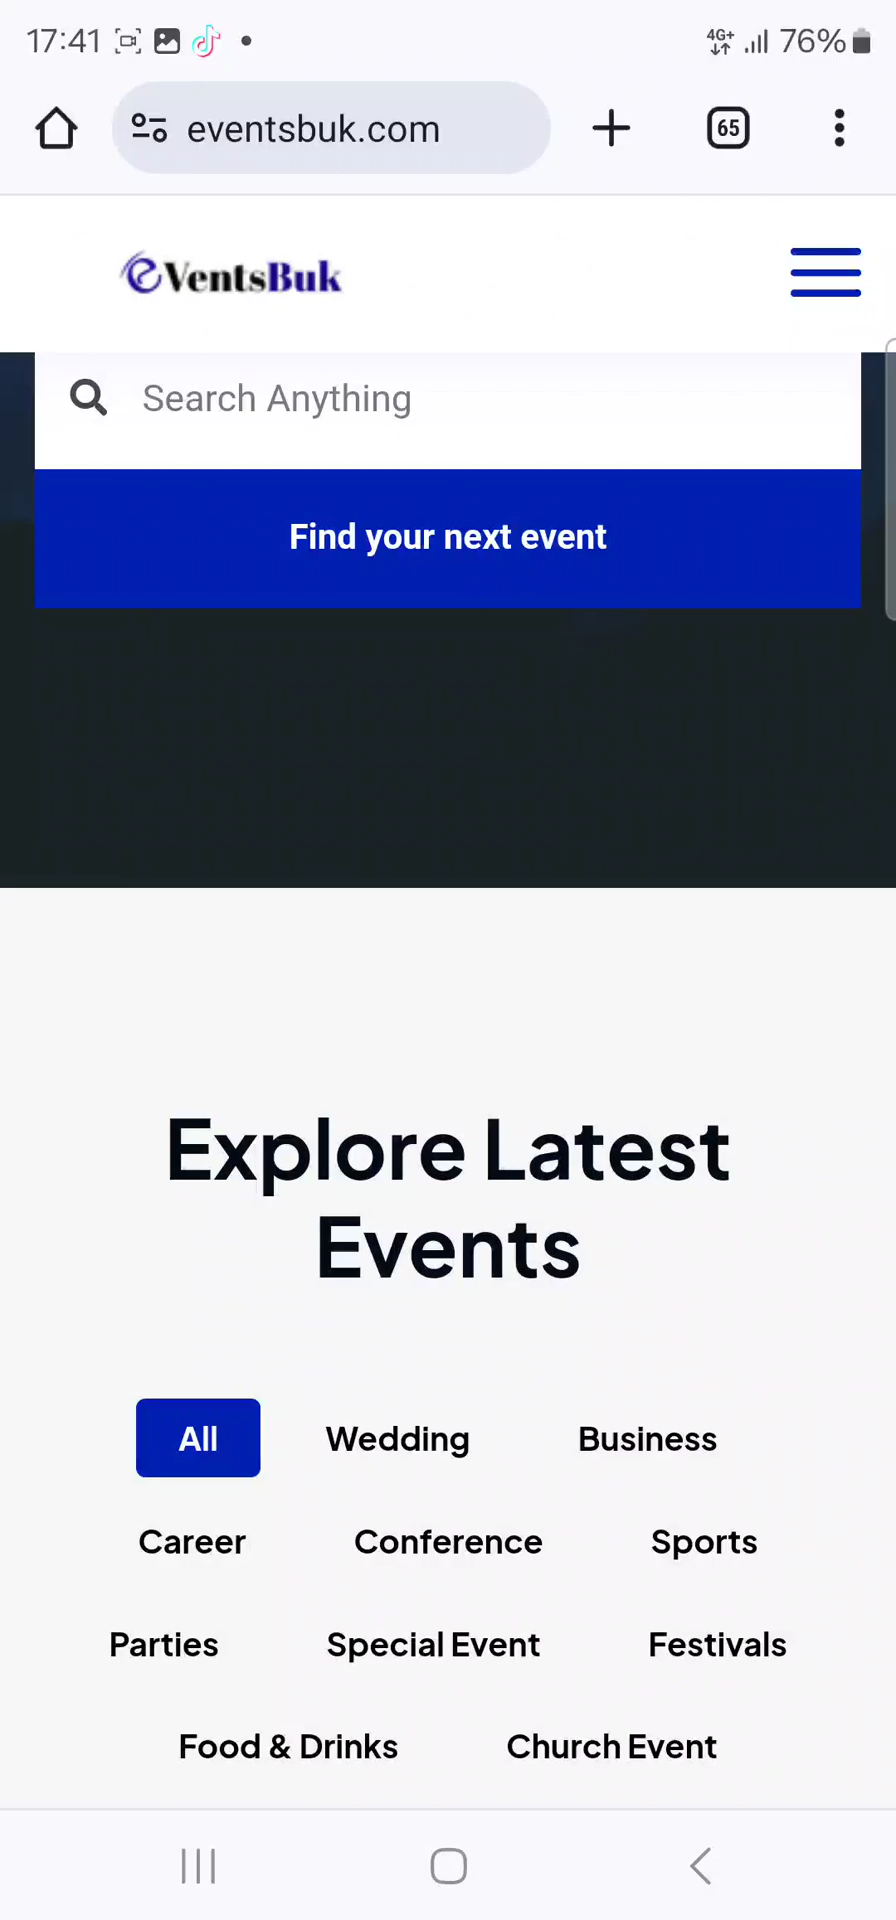 17:41 4G+ 76%
eventsbuk.com 65
eVentsBuk
Search Anything
Find your next event
Explore Latest
Events
All Wedding Business
Career Conference Sports
Parties Special Event Festivals
Food & Drinks Church Event